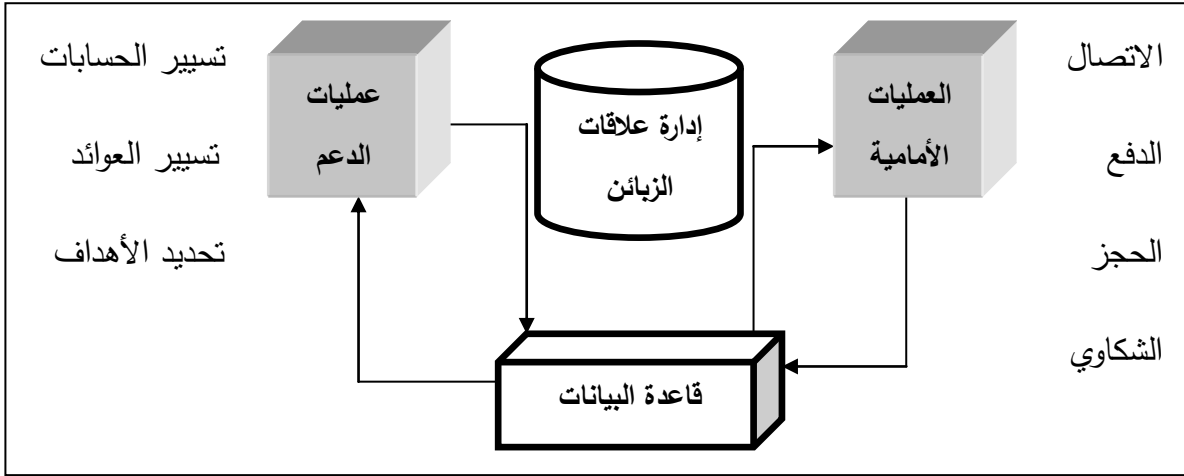 الاتصال
الدفع
الحجز
الشكاوي
العمليات
الأمامية
إدارة علاقات
الزبائن
عمليات
الدعم
تسيير الحسابات
تسيير العوائد
تحديد الأهداف
قاعدة البيانات